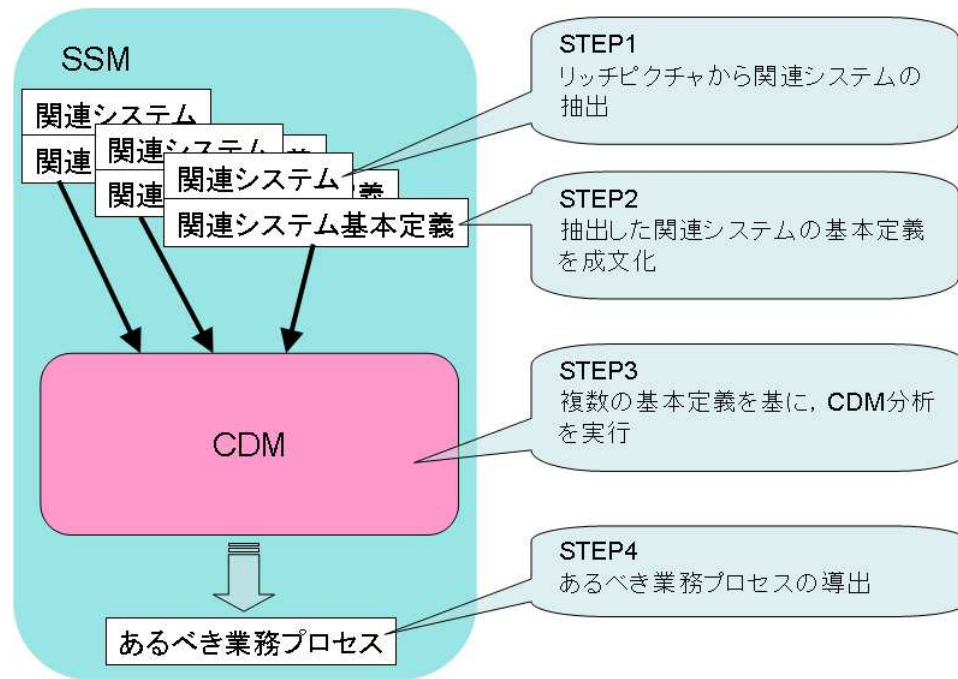 SSM
関連システム
関連
関連システム
義
関連
義
関連システム
関連システム基本定義
CDM
あるべき業務プロセス
STEP1
リッチピクチャから関連システムの
抽出
STEP2
抽出した関連システムの基本定義
を成文化
STEP3
複数の基本定義を基に，CDM分析
を実行
STEP4
あるべき業務プロセスの導出